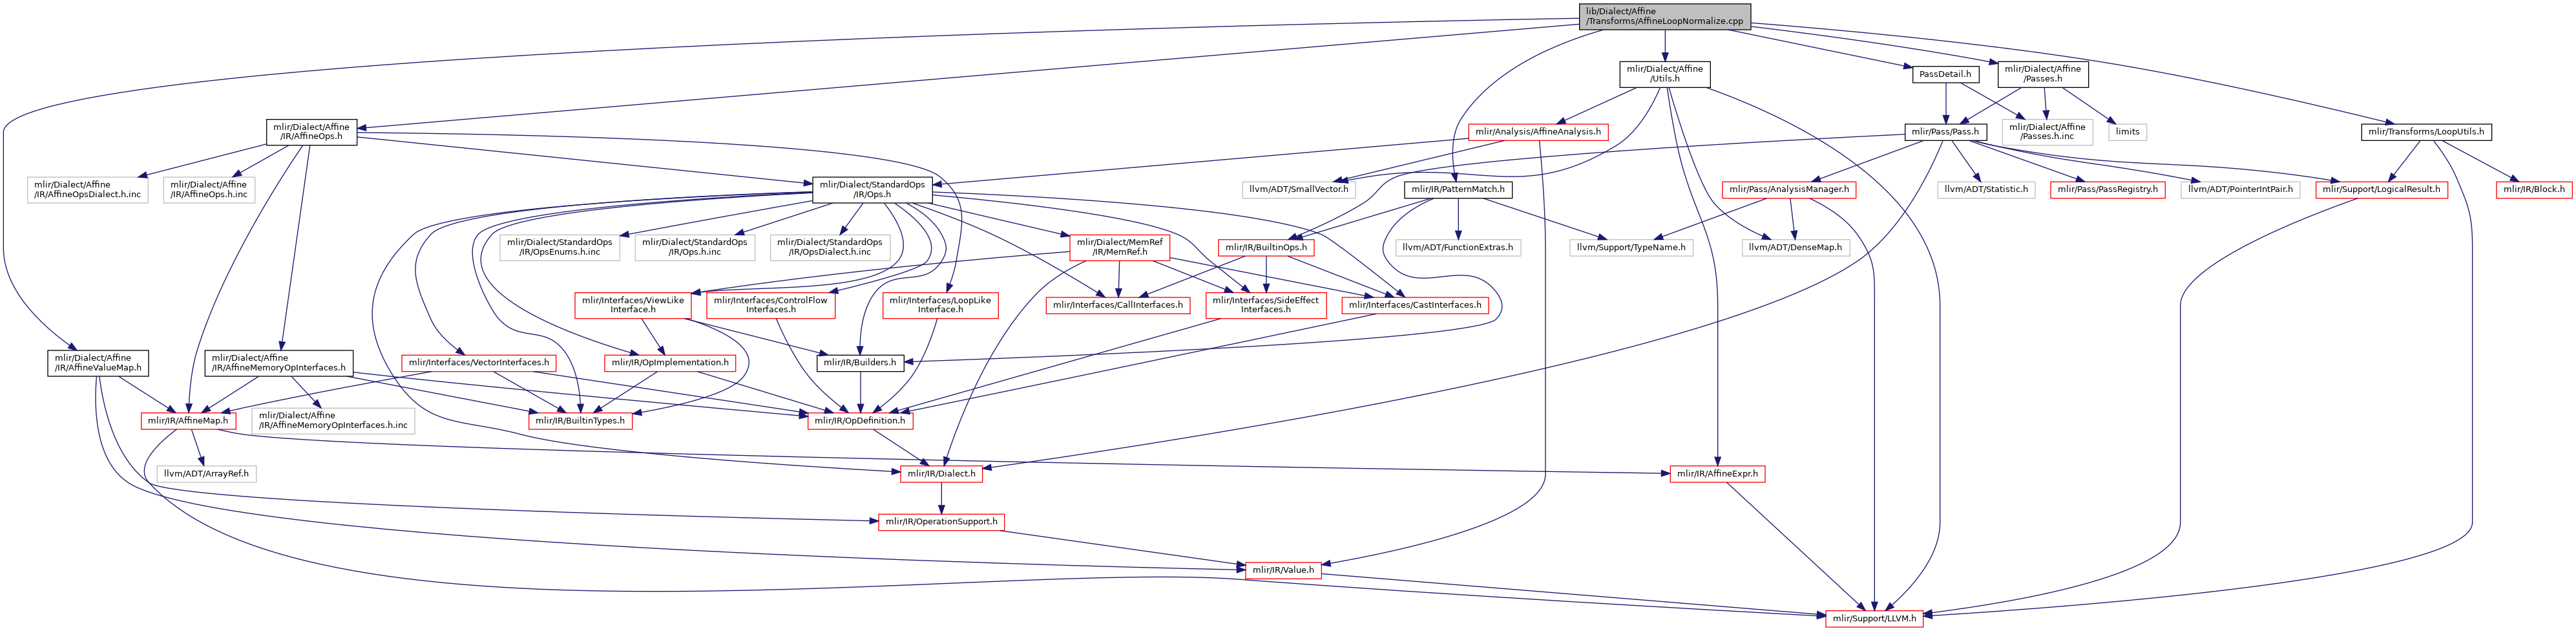 lib/Dialect/Affine
/Transforms/AffineLoopNormalize.cpp
mlir/Dialect/Affine
/Utils.h
PassDetail.h
mlir/Dialect/Affine
/Passes.h
mlir/Dialect/Affine
/IR/AffineOps.h
mlir/Analysis/AffineAnalysis.h
mlir/Pass/Pass.h
mlir/Dialect/Affine
/Passes.h.inc
limits
mlir/Transforms/LoopUtils.h
mlir/Dialect/Affine
/IR/AffineOpsDialect.h.inc
mlir/Dialect/Affine
/IR/AffineOps.h.inc
mlir/Dialect/StandardOps
/IR/Ops.h
llvm/ADT/SmallVector.h
mlir/IR/PatternMatch.h
mlir/Pass/AnalysisManager.h
llvm/ADT/Statistic.h
mlir/Pass/PassRegistry.h
llvm/ADT/PointerIntPair.h
mlir/Support/LogicalResult.h
mlir/IR/Block.h
mlir/Dialect/StandardOps
/IR/OpsEnums.h.inc
mlir/Dialect/StandardOps
/IR/Ops.h.inc
mlir/Dialect/StandardOps
/IR/OpsDialect.h.inc
mlir/Dialect/MemRef
/IR/MemRef.h
mlir/IR/BuiltinOps.h
llvm/ADT/FunctionExtras.h
llvm/Support/TypeName.h
llvm/ADT/DenseMap.h
mlir/Interfaces/ViewLike
Interface.h
mlir/Interfaces/ControlFlow
Interfaces.h
mlir/Interfaces/LoopLike
Interface.h
mlir/Interfaces/CallInterfaces.h
mlir/Interfaces/SideEffect
Interfaces.h
mlir/Interfaces/CastInterfaces.h
mlir/Dialect/Affine
/IR/AffineValueMap.h
mlir/Dialect/Affine
/IR/AffineMemoryOpInterfaces.h
mlir/Interfaces/VectorInterfaces.h
mlir/IR/OpImplementation.h
mlir/IR/Builders.h
mlir/IR/AffineMap.h
mlir/Dialect/Affine
/IR/AffineMemoryOpInterfaces.h.inc
mlir/IR/BuiltinTypes.h
mlir/IR/OpDefinition.h
llvm/ADT/ArrayRef.h
mlir/IR/Dialect.h
mlir/IR/AffineExpr.h
mlir/IR/OperationSupport.h
mlir/IR/Value.h
mlir/Support/LLVM.h